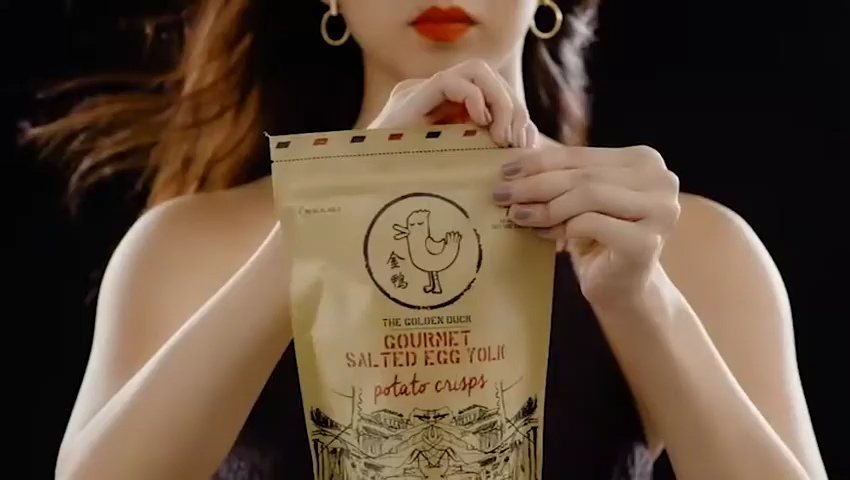 金
鴨
THE GOLDEN DUCK
GOURMET
SALTED EGG YOLK
potato crisps